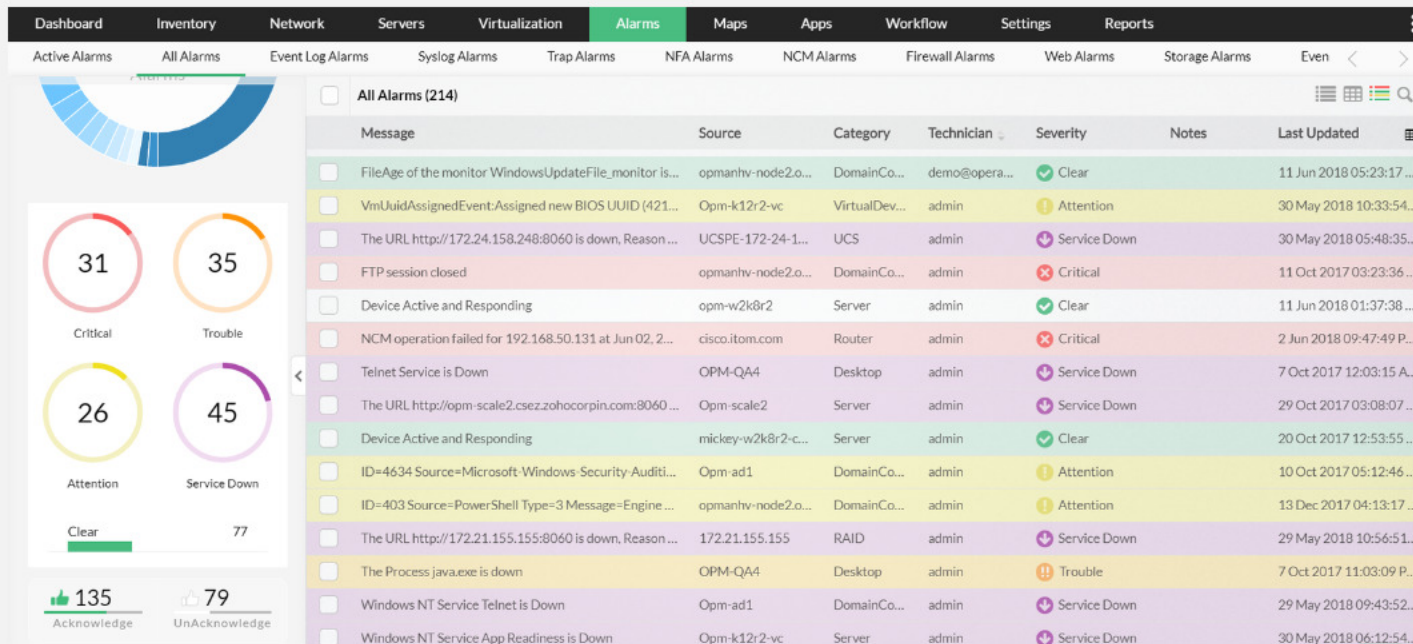 Dashboard Inventory Network Servers Virtualization Alarms Maps Apps Workflow Settings Reports
Active Alarms All Alarms Event Log Alarms Syslog Alarms Trap Alarms NFA Alarms NCM Alarms Firewall Alarms Web Alarms Storage Alarms Even
Alarms
31
Critical
35
Trouble
26
Attention
45
Service Down
Clear 77
135
Acknowledge
79
UnAcknowledge
All Alarms (214)
Message Source Category Technician Severity Notes Last Updated
FileAge of the monitor WindowsUpdateFile_monitor is... opmanhv-node2.o... DomainCo... demo@opera... Clear 11 Jun 2018 05:23:17 ...
VmUuidAssignedEvent:Assigned new BIOS UUID (421... Opm-k12r2-vc VirtualDev... admin Attention 30 May 2018 10:33:54...
The URL http://172.24.158.248:8060 is down, Reason ... UCSPE-172-24-1... UCS admin Service Down 30 May 2018 05:48:35...
FTP session closed opmanhv-node2.o... DomainCo... admin Critical 11 Oct 2017 03:23:36 ...
Device Active and Responding opm-w2k8r2 Server admin Clear 11 Jun 2018 01:37:38 ...
NCM operation failed for 192.168.50.131 at Jun 02, 2... cisco.itom.com Router admin Critical 2 Jun 2018 09:47:49 P...
Telnet Service is Down OPM-QA4 Desktop admin Service Down 7 Oct 2017 12:03:15 A...
The URL http://opm-scale2.csez.zohocorpin.com:8060 ... Opm-scale2 Server admin Service Down 29 Oct 2017 03:08:07 ...
Device Active and Responding mickey-w2k8r2-c... Server admin Clear 20 Oct 2017 12:53:55 ...
ID=4634 Source=Microsoft-Windows-Security-Auditi... Opm-ad1 DomainCo... admin Attention 10 Oct 2017 05:12:46 ...
ID=403 Source=PowerShell Type=3 Message=Engine ... opmanhv-node2.o... DomainCo... admin Attention 13 Dec 2017 04:13:17 ...
The URL http://172.21.155.155:8060 is down, Reason ... 172.21.155.155 RAID admin Service Down 29 May 2018 10:56:51...
The Process java.exe is down OPM-QA4 Desktop admin Trouble 7 Oct 2017 11:03:09 P...
Windows NT Service Telnet is Down Opm-ad1 DomainCo... admin Service Down 29 May 2018 09:43:52...
Windows NT Service App Readiness is Down Opm-k12r2-vc Server admin Service Down 30 May 2018 06:12:54...